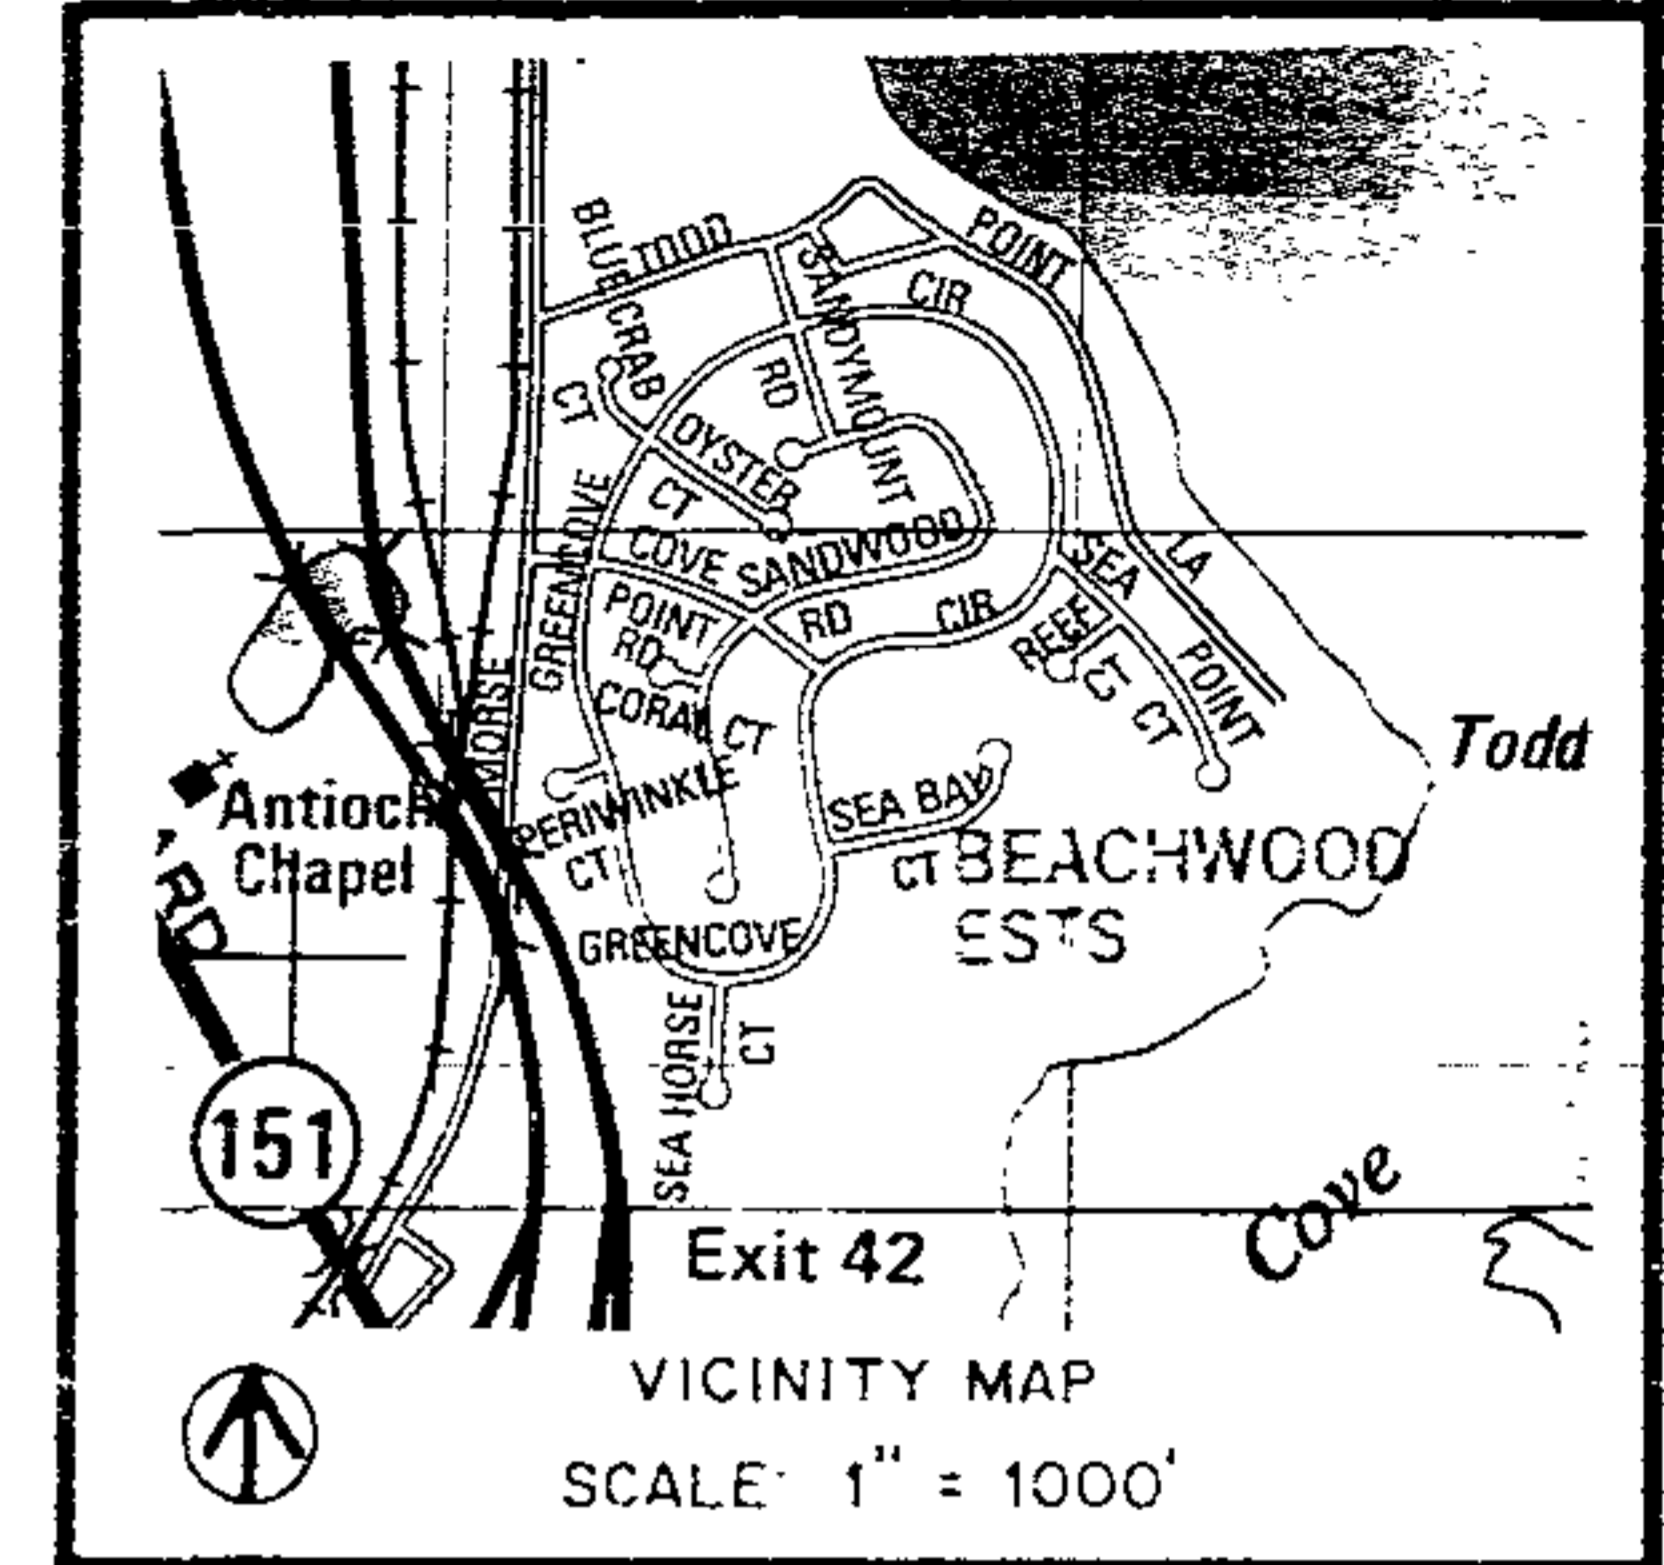 BLUE CRAB
CT
TODD
POINT
LA
SANDYMOUNT
RD
CIR
OYSTER
CT
GREENCOVE
COVE
POINT
RD
SANDWOOD
RD
CIR
SEA
POINT
CT
REEF
CT
MORSE
CORAL CT
PERIWINKLE
CT
SEA BAY
CT
BEACHWOOD
ESTS
Todd
Antioch
Chapel
RD
GREENCOVE
SEA HORSE
CT
151
Exit 42
Cove
VICINITY MAP
SCALE: 1" = 1000'